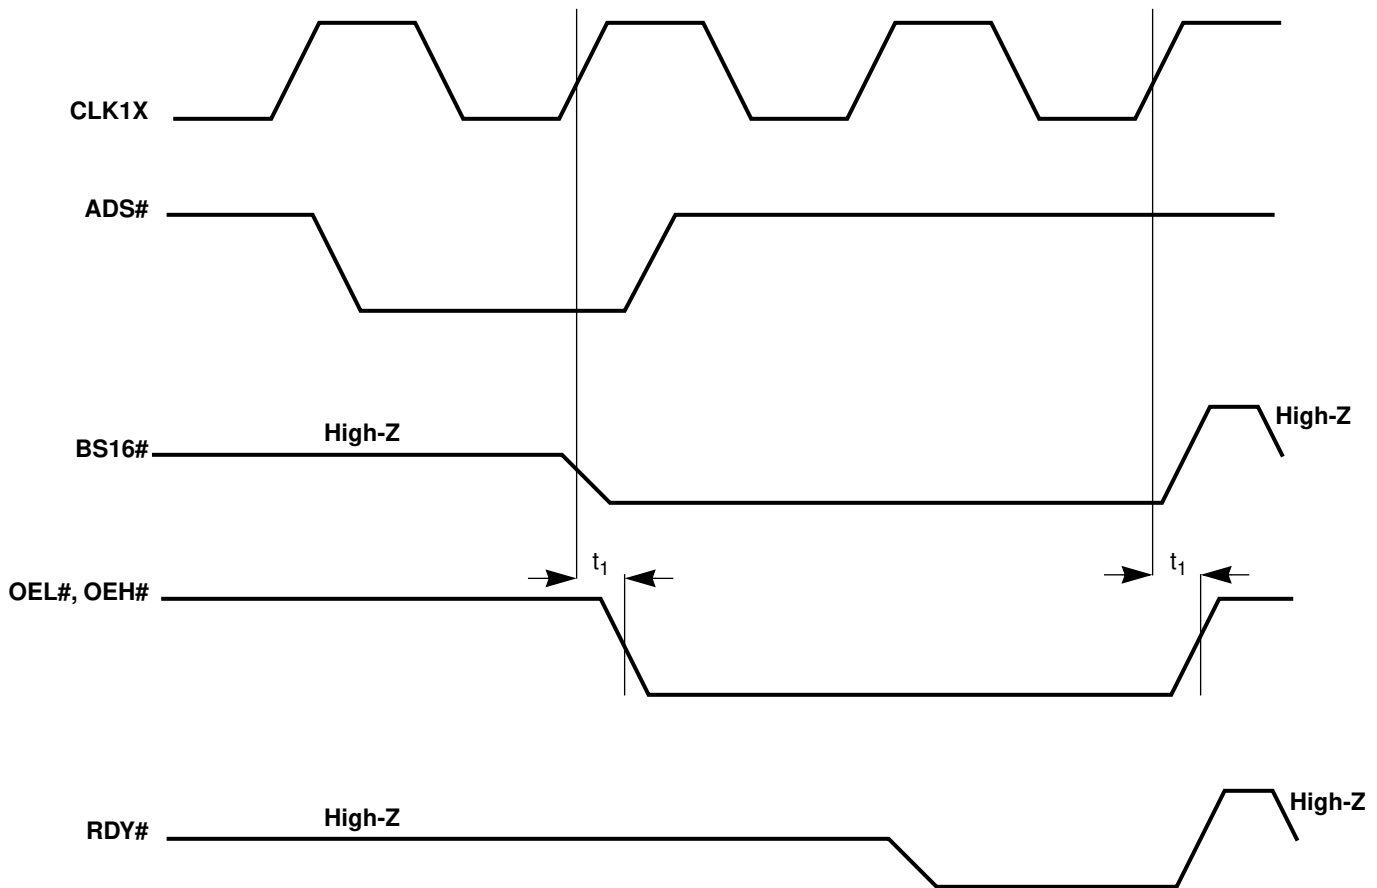 CLK1X
ADS#
High-Z
High-Z
BS16#
t1
t1
OEL#, OEH#
High-Z
High-Z
RDY#